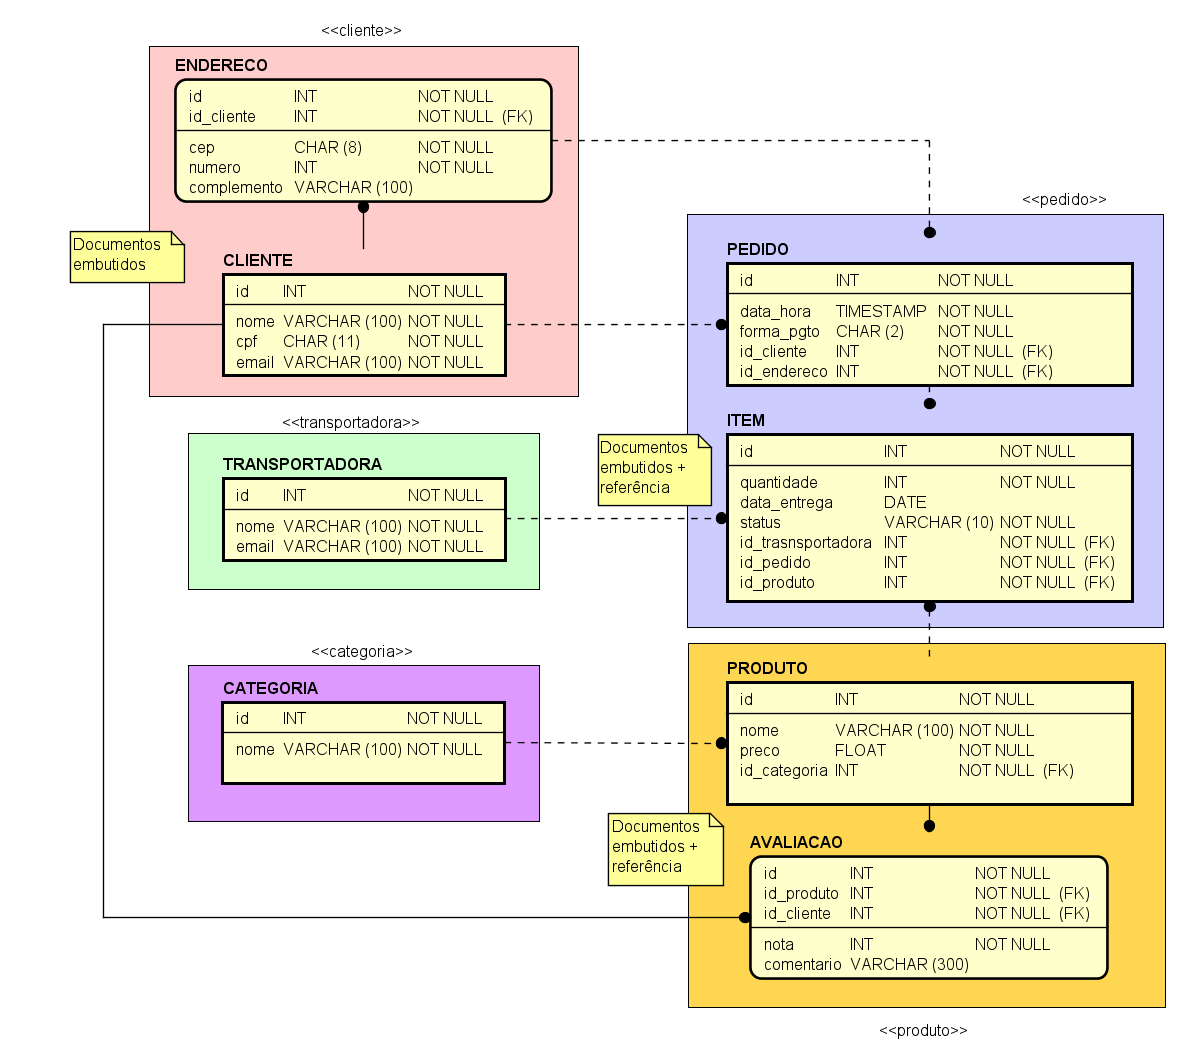 <<cliente>>
ENDERECO
id INT NOT NULL
id_cliente INT NOT NULL (FK)
cep CHAR (8) NOT NULL
numero INT NOT NULL
complemento VARCHAR (100)
Documentos
embutidos
CLIENTE
id INT NOT NULL
nome VARCHAR (100) NOT NULL
cpf CHAR (11) NOT NULL
email VARCHAR (100) NOT NULL
<<pedido>>
PEDIDO
id INT NOT NULL
data_hora TIMESTAMP NOT NULL
forma_pgto CHAR (2) NOT NULL
id_cliente INT NOT NULL (FK)
id_endereco INT NOT NULL (FK)
Documentos
embutidos +
referência
ITEM
id INT NOT NULL
quantidade INT NOT NULL
data_entrega DATE
status VARCHAR (10) NOT NULL
id_trasnsportadora INT NOT NULL (FK)
id_pedido INT NOT NULL (FK)
id_produto INT NOT NULL (FK)
<<transportadora>>
TRANSPORTADORA
id INT NOT NULL
nome VARCHAR (100) NOT NULL
email VARCHAR (100) NOT NULL
<<categoria>>
CATEGORIA
id INT NOT NULL
nome VARCHAR (100) NOT NULL
PRODUTO
id INT NOT NULL
nome VARCHAR (100) NOT NULL
preco FLOAT NOT NULL
id_categoria INT NOT NULL (FK)
Documentos
embutidos +
referência
AVALIACAO
id INT NOT NULL
id_produto INT NOT NULL (FK)
id_cliente INT NOT NULL (FK)
nota INT NOT NULL
comentario VARCHAR (300)
<<produto>>